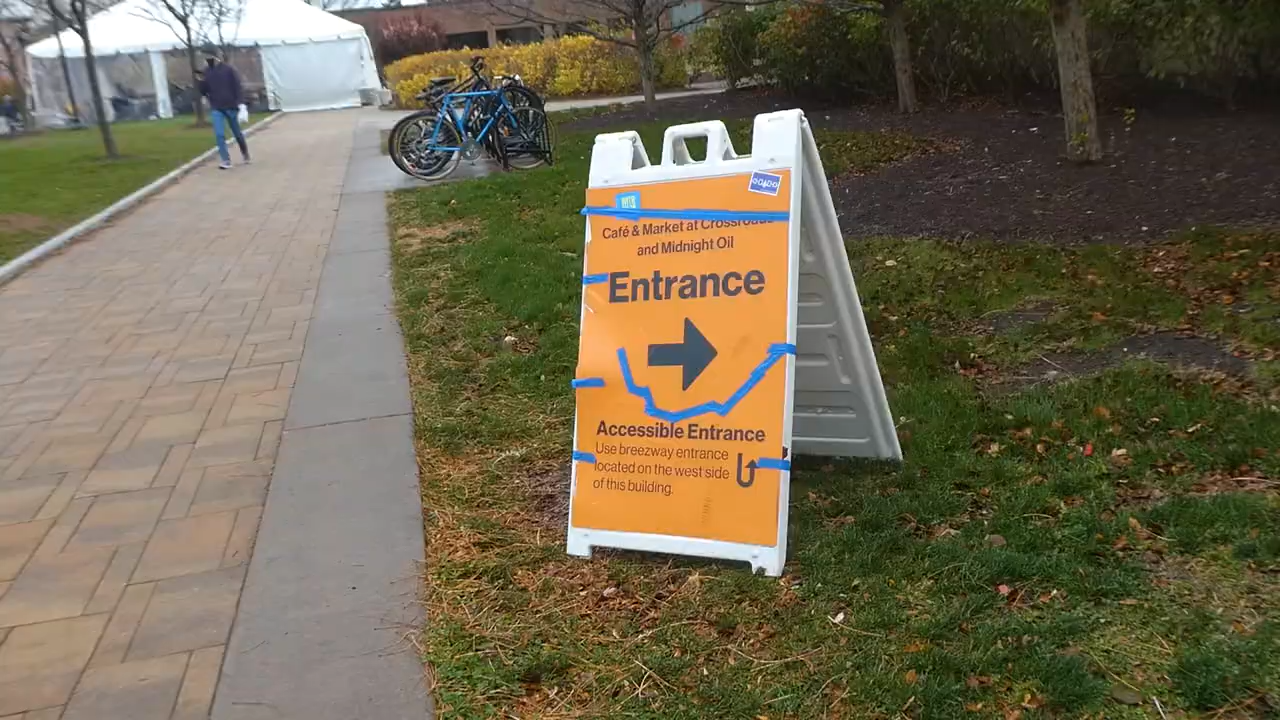 Café & Market at Crossroads
and Midnight Oil
Entrance
Accessible Entrance
Use breezway entrance
located on the west side
of this building.